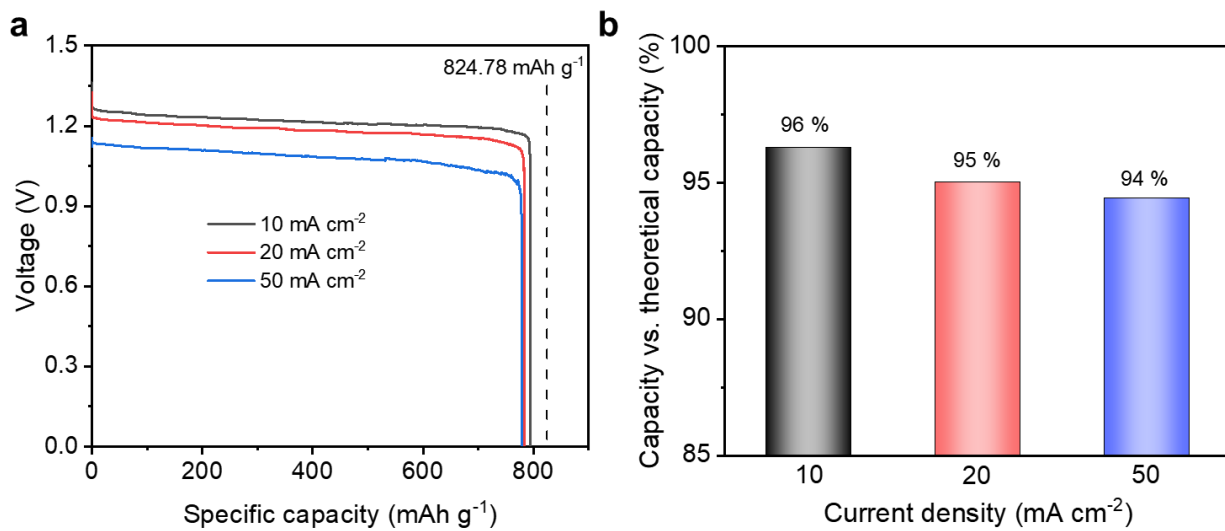 a
1.5
1.2
0.9
0.6
0.3
0.0
Voltage (V)
824.78 mAh g⁻¹
10 mA cm⁻²
20 mA cm⁻²
50 mA cm⁻²
0 200 400 600 800
Specific capacity (mAh g⁻¹)
b
100
95
90
85
Capacity vs. theoretical capacity (%)
96 %
95 %
94 %
10 20 50
Current density (mA cm⁻²)